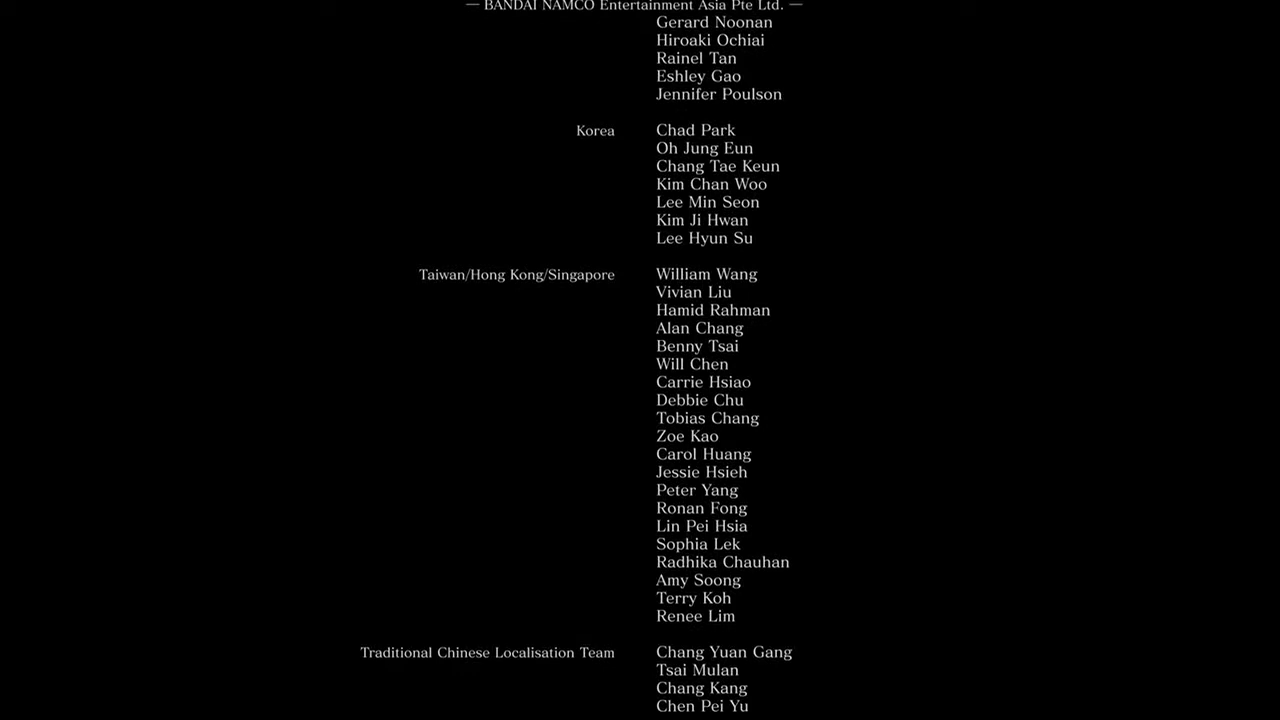 — BANDAI NAMCO Entertainment Asia Pte Ltd. —
Gerard Noonan
Hiroaki Ochiai
Rainel Tan
Eshley Gao
Jennifer Poulson
Korea Chad Park
Oh Jung Eun
Chang Tae Keun
Kim Chan Woo
Lee Min Seon
Kim Ji Hwan
Lee Hyun Su
Taiwan/Hong Kong/Singapore William Wang
Vivian Liu
Hamid Rahman
Alan Chang
Benny Tsai
Will Chen
Carrie Hsiao
Debbie Chu
Tobias Chang
Zoe Kao
Carol Huang
Jessie Hsieh
Peter Yang
Ronan Fong
Lin Pei Hsia
Sophia Lek
Radhika Chauhan
Amy Soong
Terry Koh
Renee Lim
Traditional Chinese Localisation Team Chang Yuan Gang
Tsai Mulan
Chang Kang
Chen Pei Yu